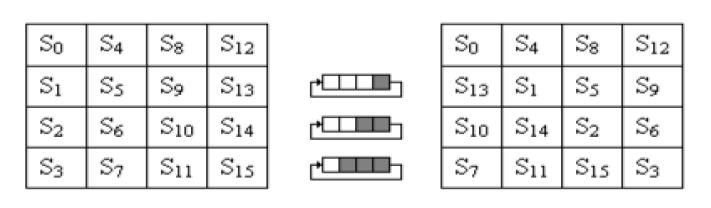 S₀ S₄ S₈ S₁₂ S₀ S₄ S₈ S₁₂
S₁ S₅ S₉ S₁₃ S₁₃ S₁ S₅ S₉
S₂ S₆ S₁₀ S₁₄ S₁₀ S₁₄ S₂ S₆
S₃ S₇ S₁₁ S₁₅ S₇ S₁₁ S₁₅ S₃